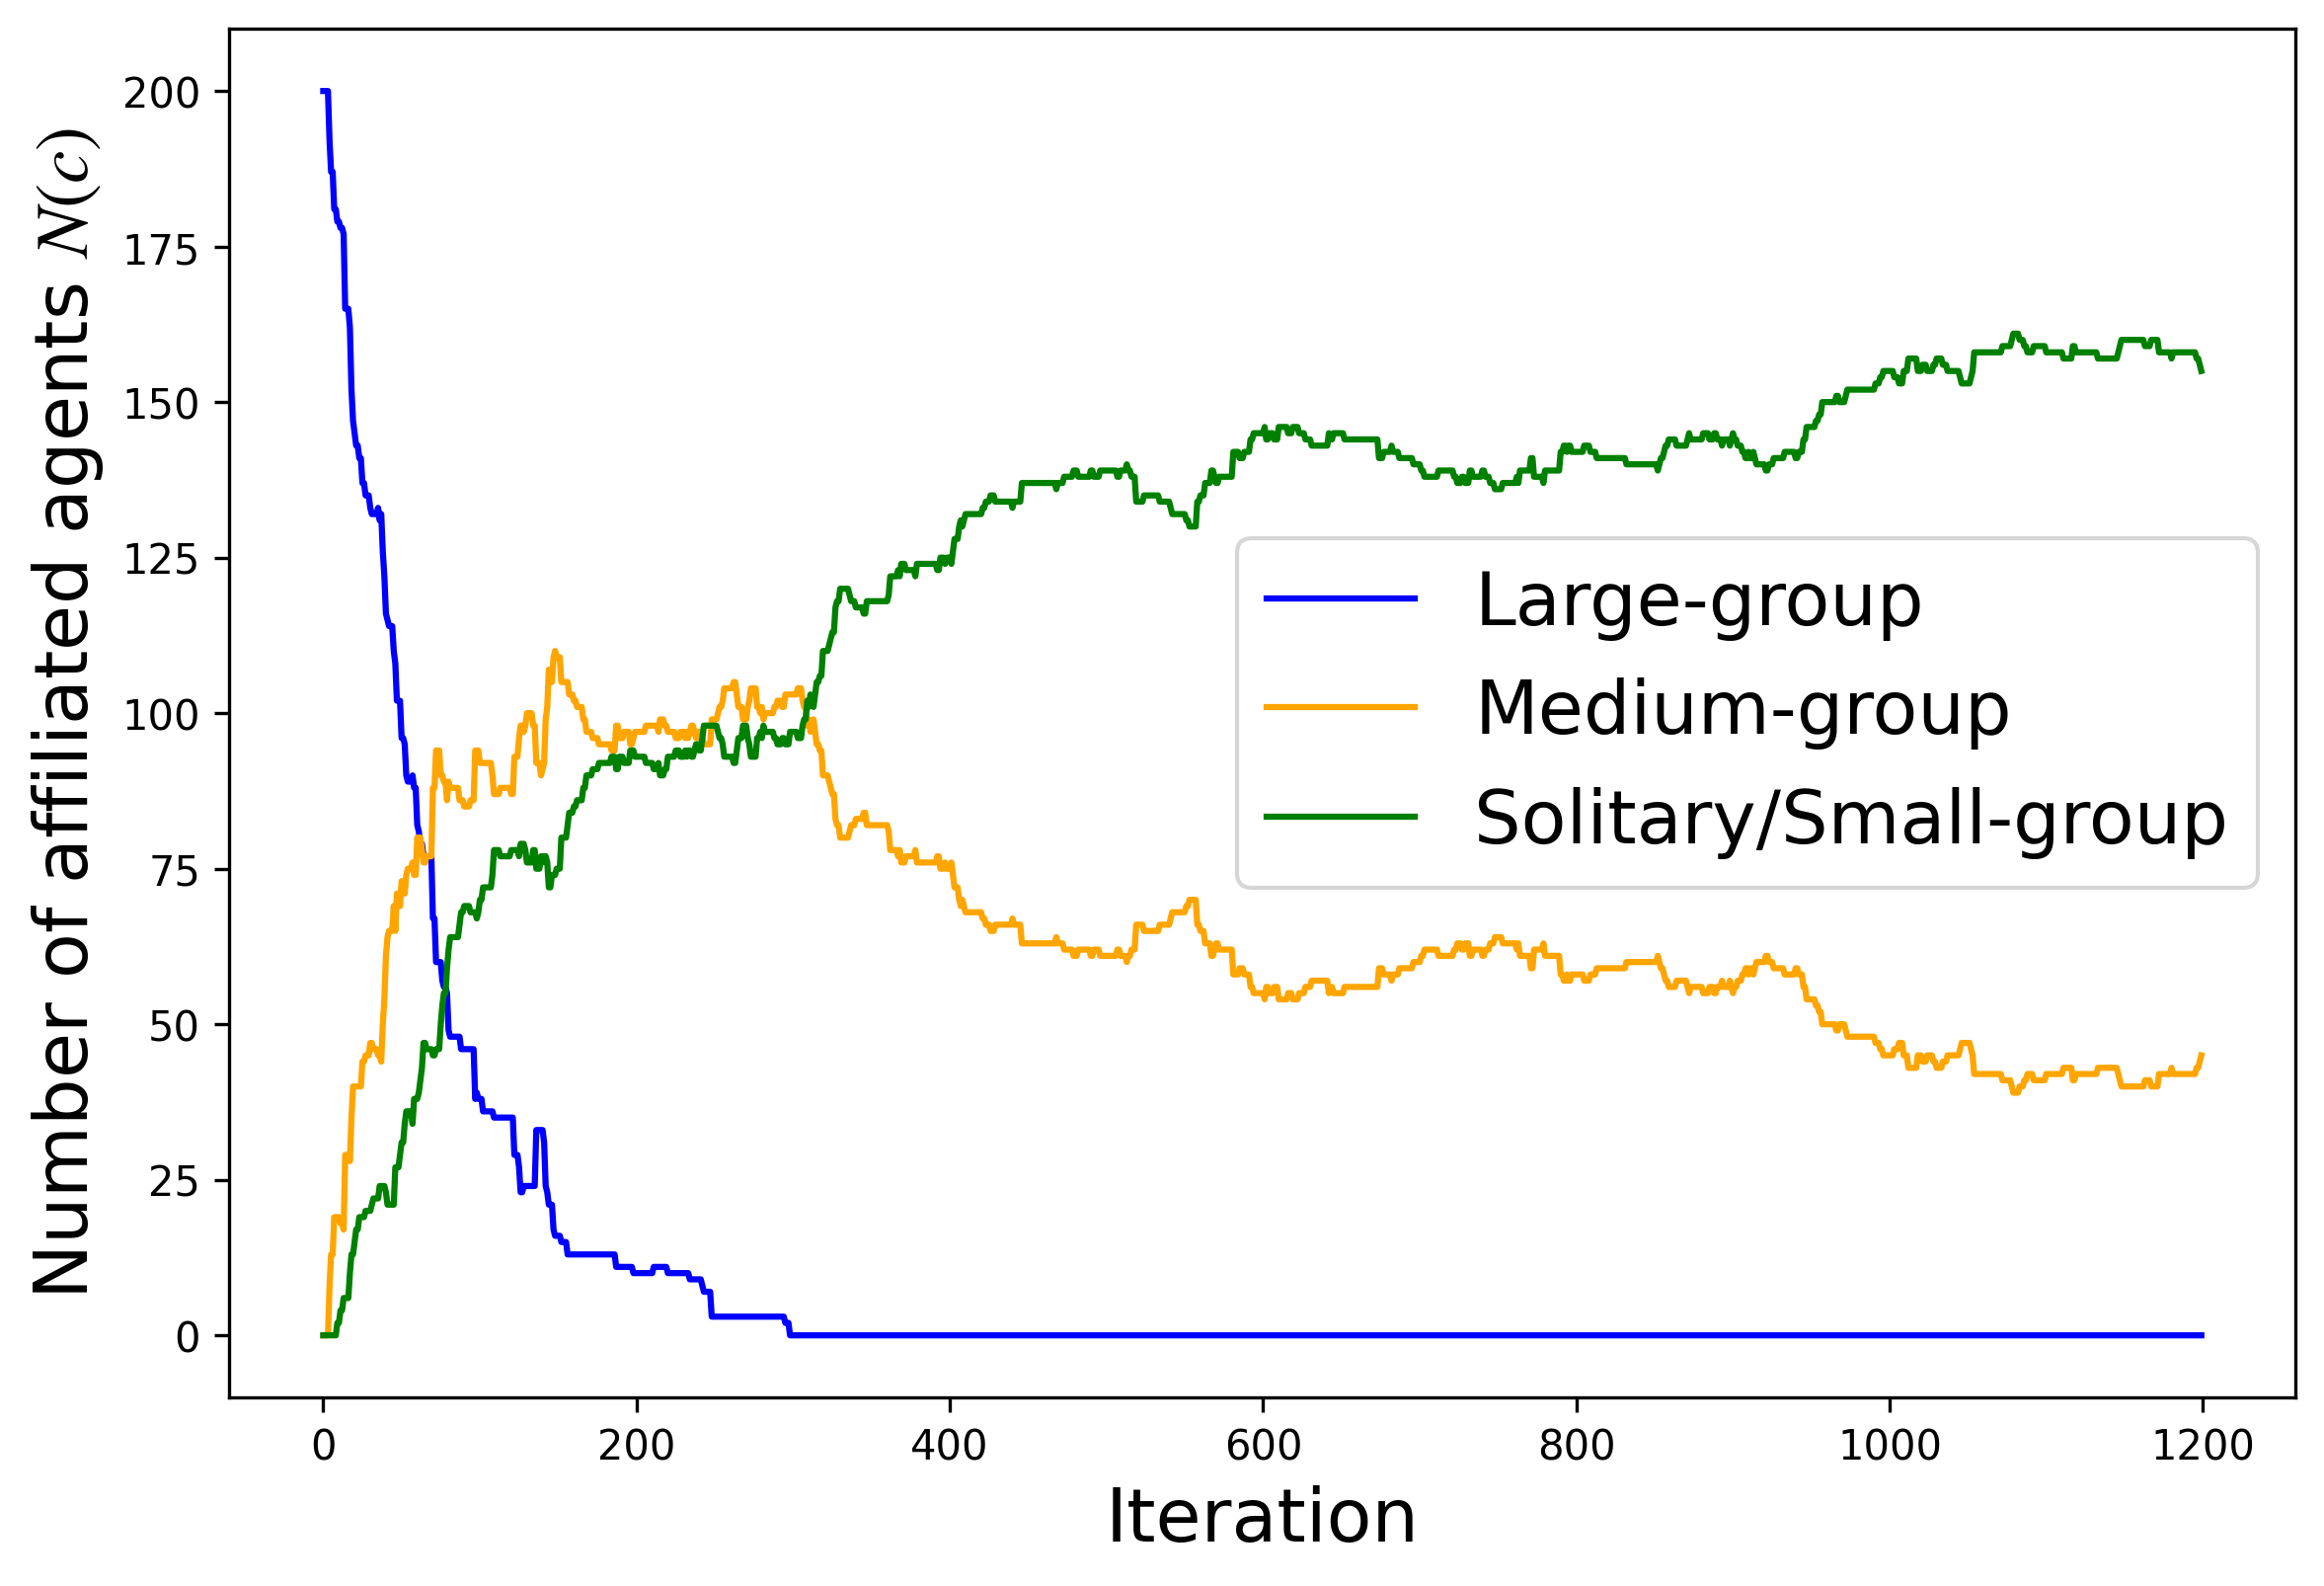 Number of affiliated agents N(c)
200
175
150
125
100
75
50
25
0
Large-group
Medium-group
Solitary/Small-group
0 200 400 600 800 1000 1200
Iteration